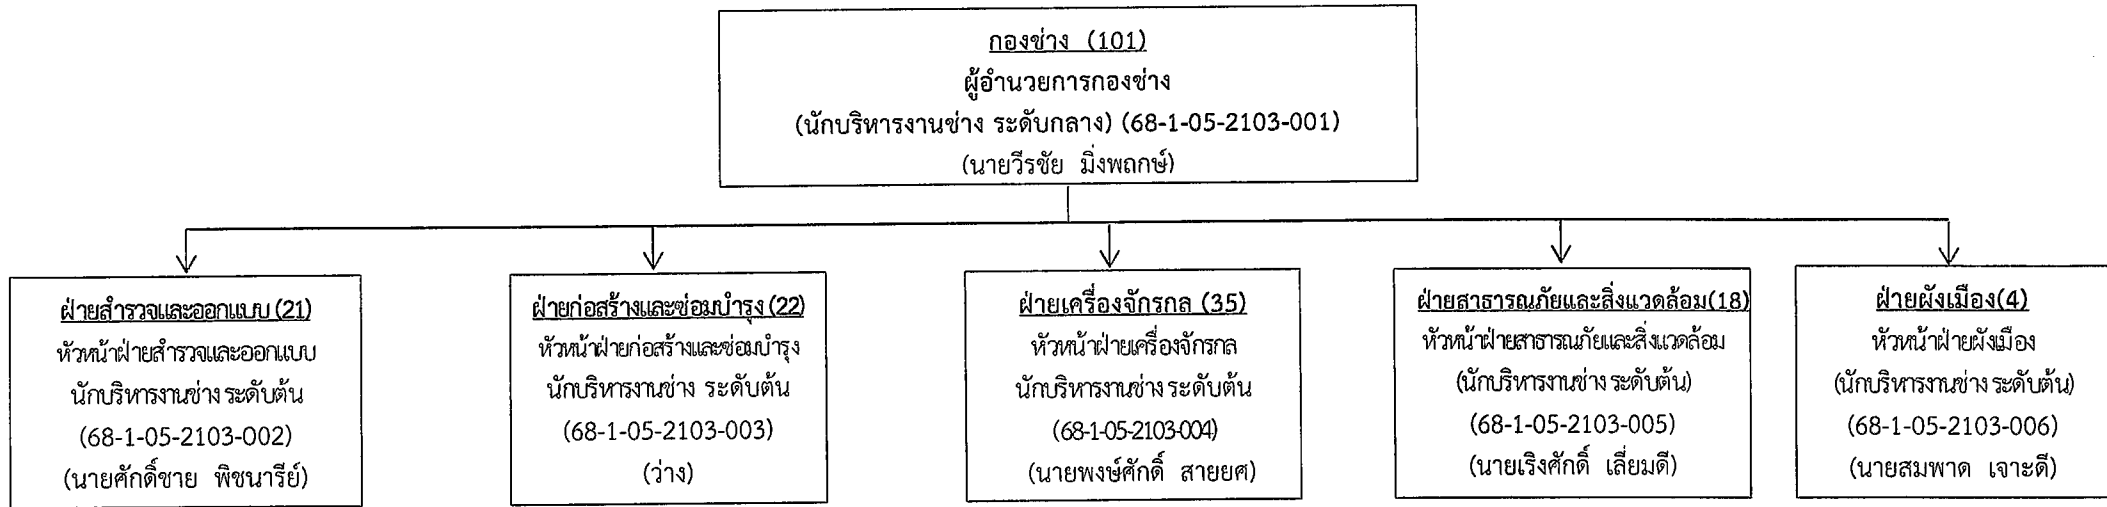 กองช่าง (101)
ผู้อำนวยการกองช่าง
(นักบริหารงานช่าง ระดับกลาง) (68-1-05-2103-001)
(นายวีรชัย มิ่งพฤกษ์)
ฝ่ายสำรวจและออกแบบ (21)
หัวหน้าฝ่ายสำรวจและออกแบบ
นักบริหารงานช่าง ระดับต้น
(68-1-05-2103-002)
(นายศักดิ์ชาย พิชนารีย์)
ฝ่ายก่อสร้างและซ่อมบำรุง (22)
หัวหน้าฝ่ายก่อสร้างและซ่อมบำรุง
นักบริหารงานช่าง ระดับต้น
(68-1-05-2103-003)
(ว่าง)
ฝ่ายเครื่องจักรกล (35)
หัวหน้าฝ่ายเครื่องจักรกล
นักบริหารงานช่าง ระดับต้น
(68-1-05-2103-004)
(นายพงษ์ศักดิ์ สายยศ)
ฝ่ายสาธารณภัยและสิ่งแวดล้อม(18)
หัวหน้าฝ่ายสาธารณภัยและสิ่งแวดล้อม
(นักบริหารงานช่าง ระดับต้น)
(68-1-05-2103-005)
(นายเริงศักดิ์ เลี่ยมดี)
ฝ่ายผังเมือง(4)
หัวหน้าฝ่ายผังเมือง
(นักบริหารงานช่าง ระดับต้น)
(68-1-05-2103-006)
(นายสมพาด เจาะดี)